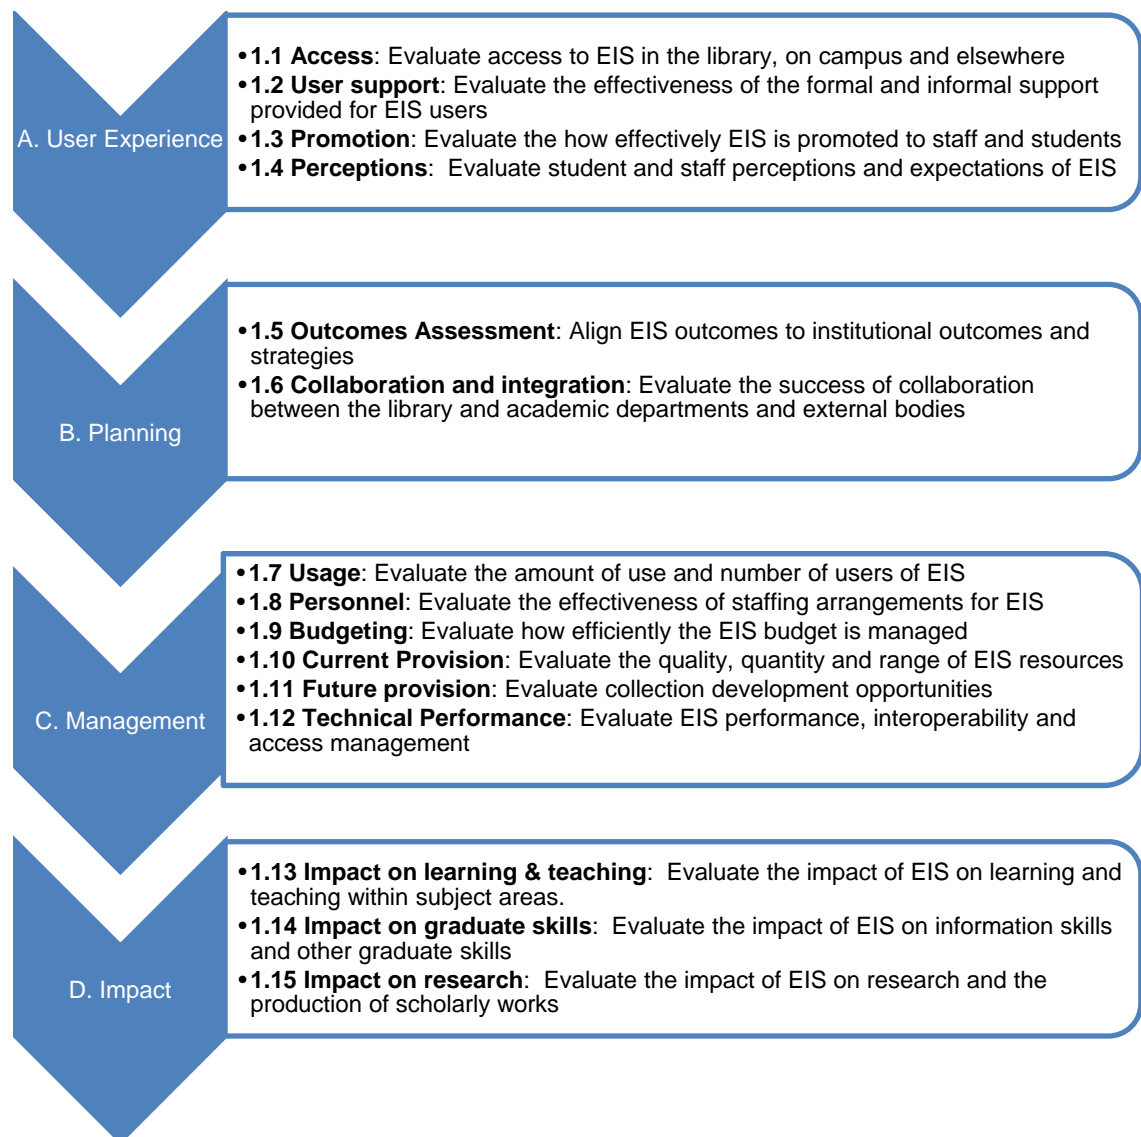 A. User Experience
•1.1 Access: Evaluate access to EIS in the library, on campus and elsewhere
•1.2 User support: Evaluate the effectiveness of the formal and informal support
provided for EIS users
•1.3 Promotion: Evaluate the how effectively EIS is promoted to staff and students
•1.4 Perceptions:  Evaluate student and staff perceptions and expectations of EIS
B. Planning
•1.5 Outcomes Assessment: Align EIS outcomes to institutional outcomes and
strategies
•1.6 Collaboration and integration: Evaluate the success of collaboration
between the library and academic departments and external bodies
C. Management
•1.7 Usage: Evaluate the amount of use and number of users of EIS
•1.8 Personnel: Evaluate the effectiveness of staffing arrangements for EIS
•1.9 Budgeting: Evaluate how efficiently the EIS budget is managed
•1.10 Current Provision: Evaluate the quality, quantity and range of EIS resources
•1.11 Future provision: Evaluate collection development opportunities
•1.12 Technical Performance: Evaluate EIS performance, interoperability and
access management
D. Impact
•1.13 Impact on learning & teaching:  Evaluate the impact of EIS on learning and
teaching within subject areas.
•1.14 Impact on graduate skills:  Evaluate the impact of EIS on information skills
and other graduate skills
•1.15 Impact on research:  Evaluate the impact of EIS on research and the
production of scholarly works